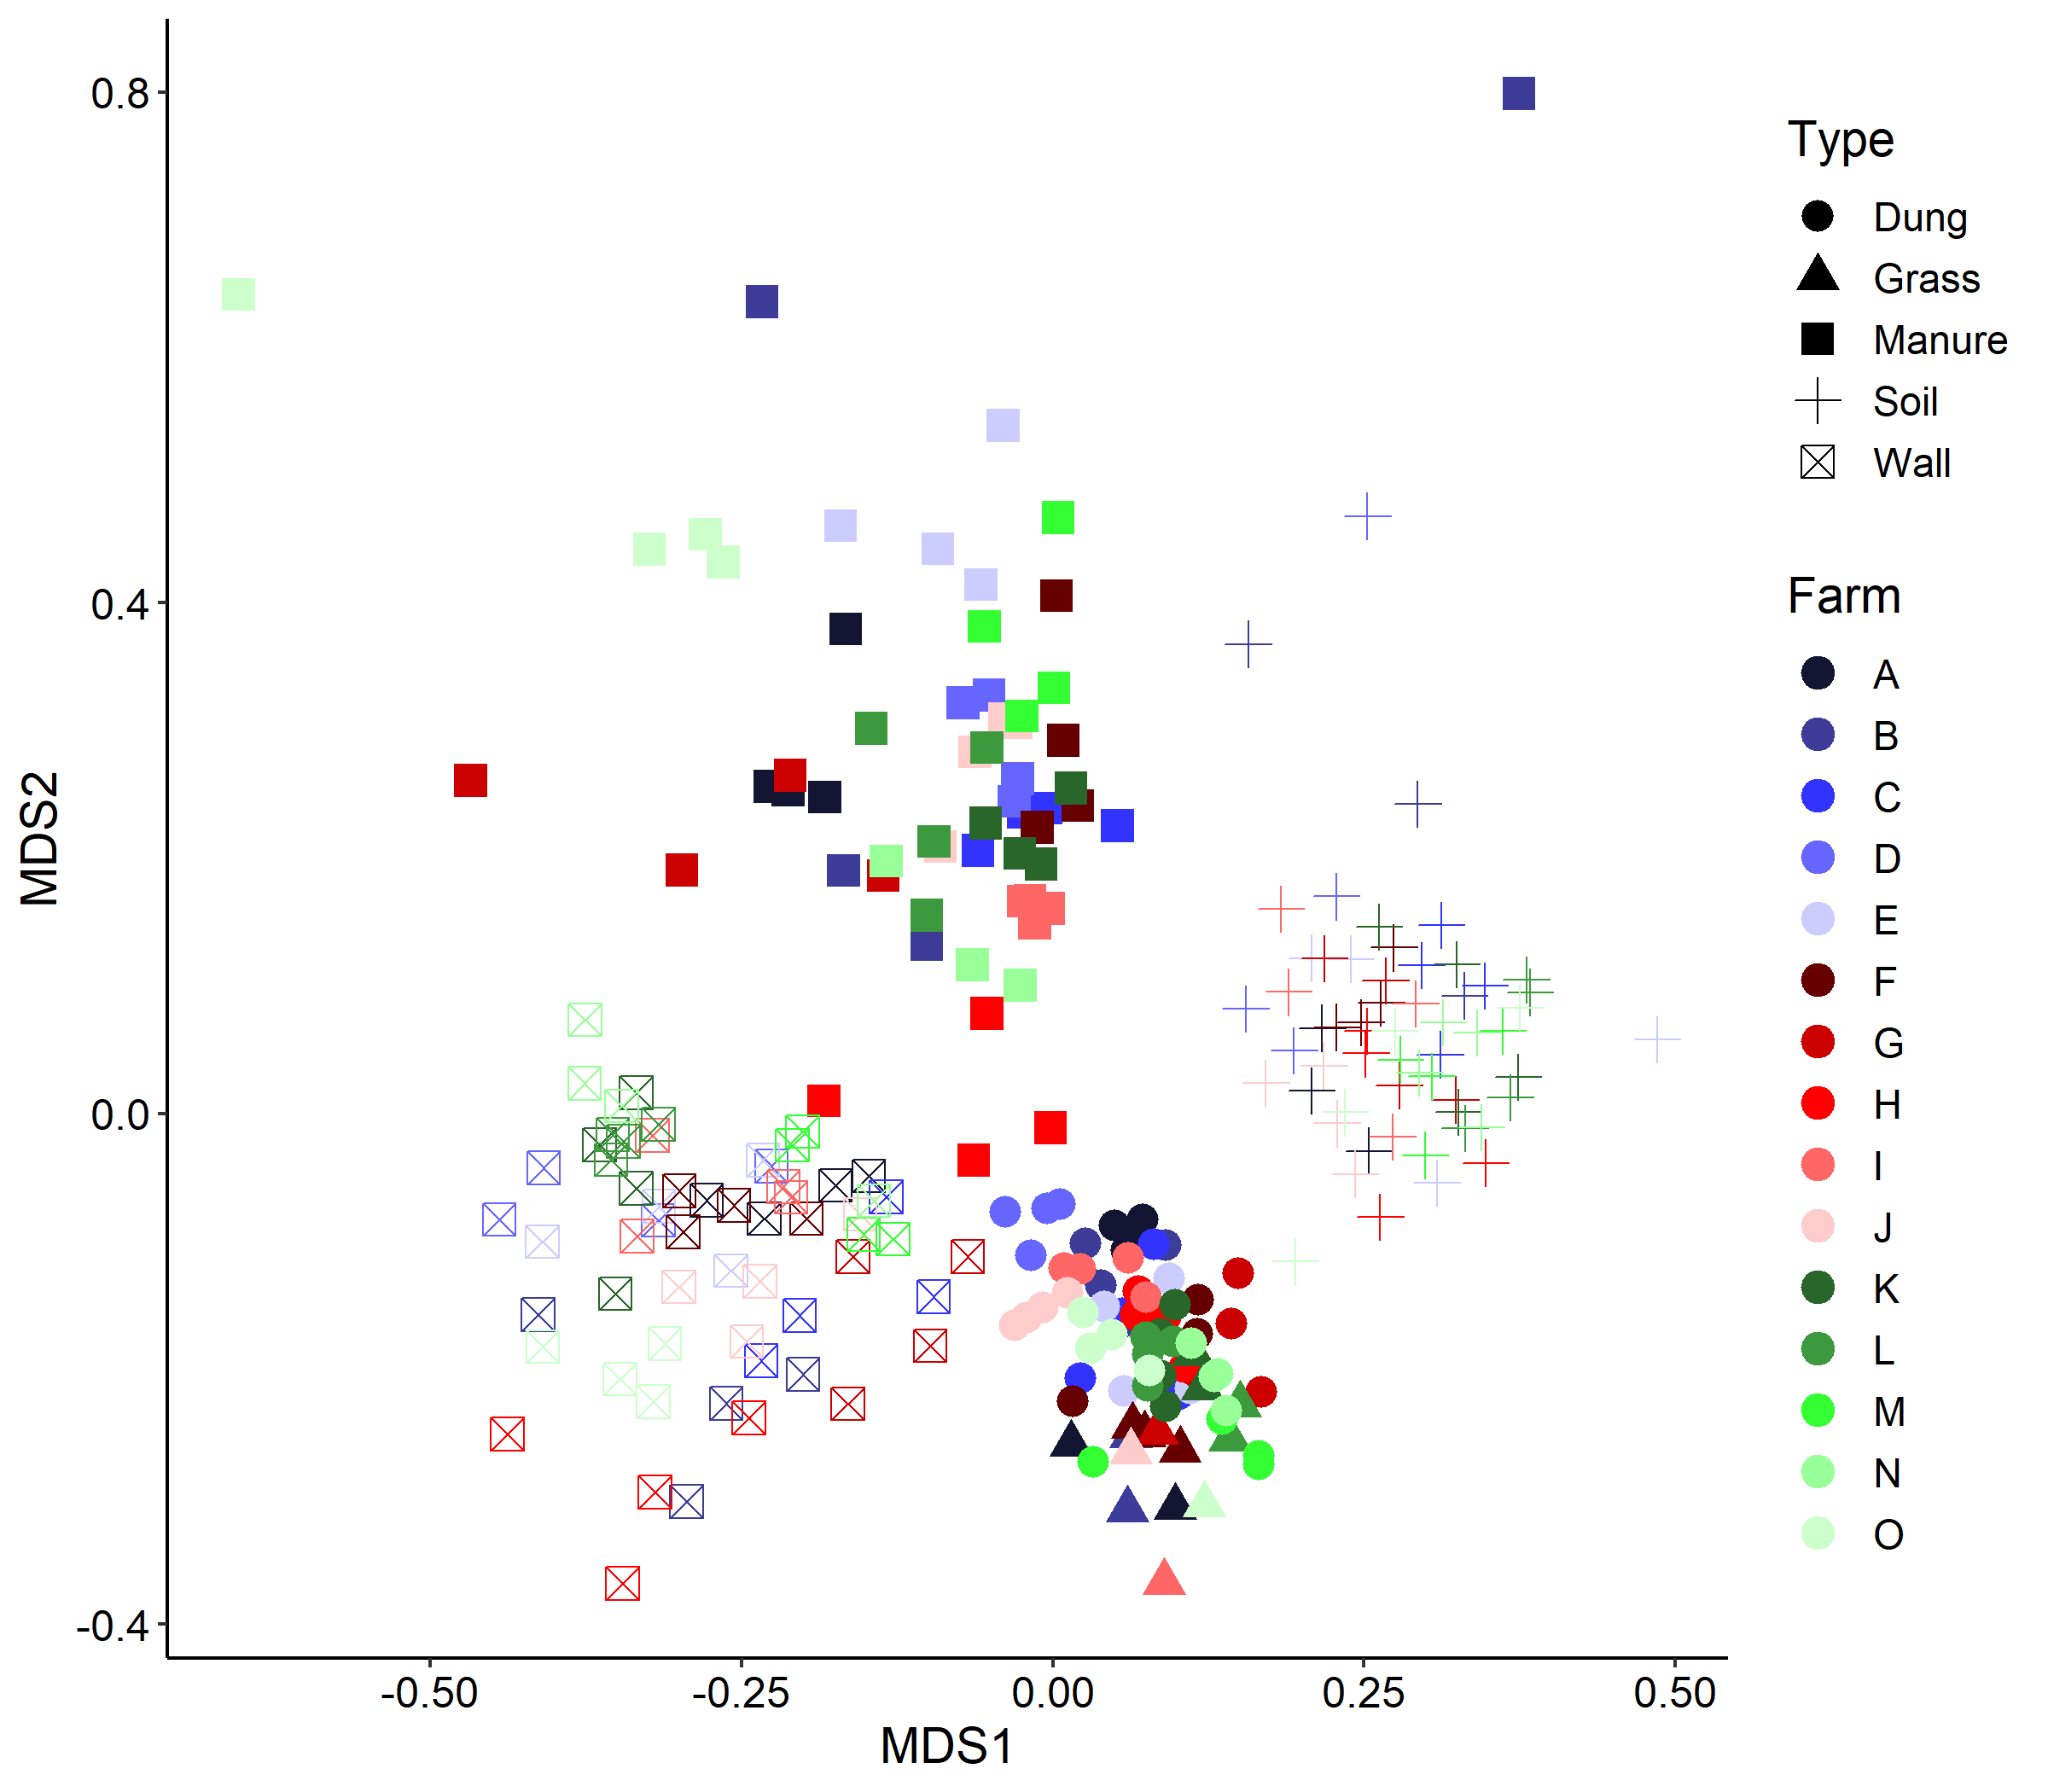 MDS2
0.8
0.4
0.0
-0.4
-0.50
-0.25
0.00
0.25
0.50
MDS1
Type
Dung
Grass
Manure
Soil
Wall
Farm
A
B
C
D
E
F
G
H
I
J
K
L
M
N
O